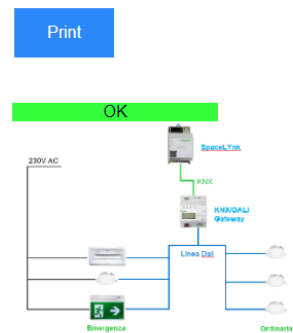 Print
OK
SpaceLYnk
230V AC
KNX
KNX/DALI
Gateway
Linea Dali
Emergenza
Ordinaria